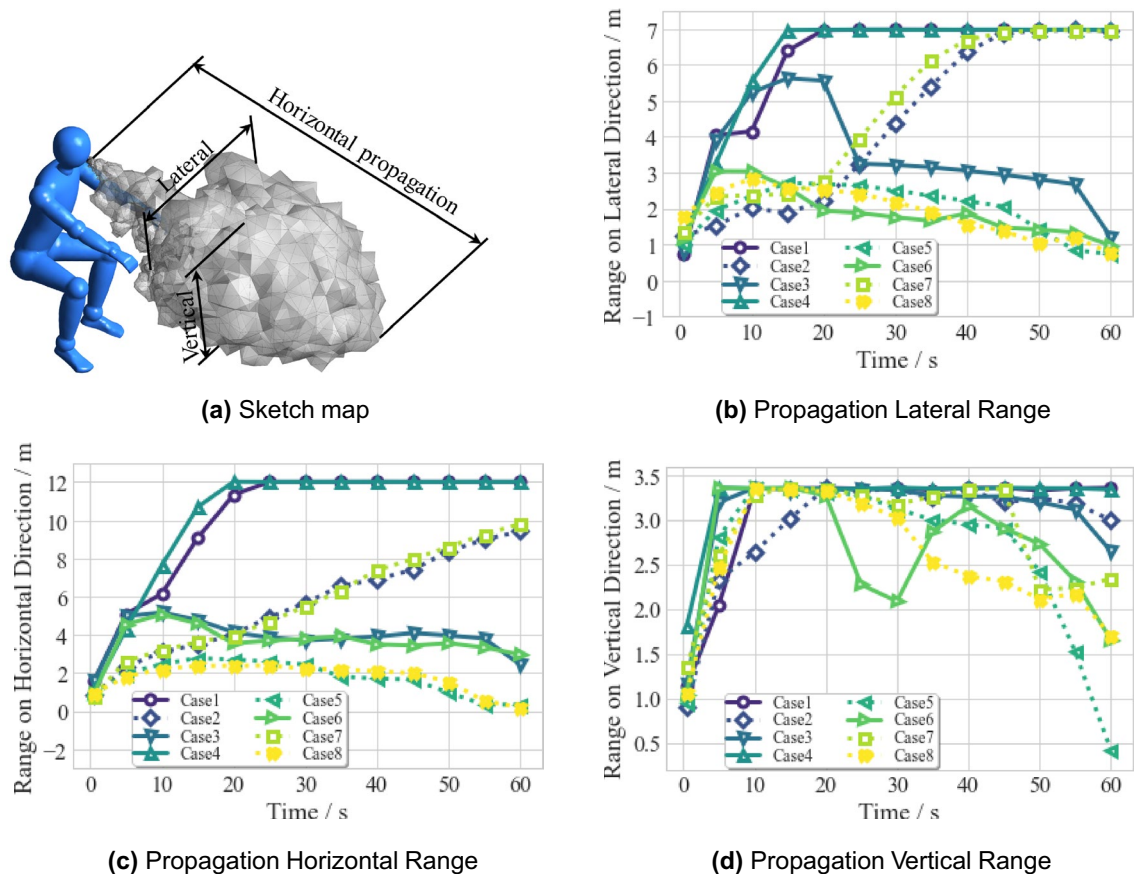 Horizontal propagation
Lateral
Vertical
(a) Sketch map
Range on Lateral Direction / m
7
6
5
4
3
2
1
0
−1
Case1
Case2
Case3
Case4
Case5
Case6
Case7
Case8
0 10 20 30 40 50 60
Time / s
(b) Propagation Lateral Range
Range on Horizontal Direction / m
12
10
8
6
4
2
0
−2
Case1
Case2
Case3
Case4
Case5
Case6
Case7
Case8
0 10 20 30 40 50 60
Time / s
(c) Propagation Horizontal Range
Range on Vertical Direction / m
3.5
3.0
2.5
2.0
1.5
1.0
0.5
Case1
Case2
Case3
Case4
Case5
Case6
Case7
Case8
0 10 20 30 40 50 60
Time / s
(d) Propagation Vertical Range